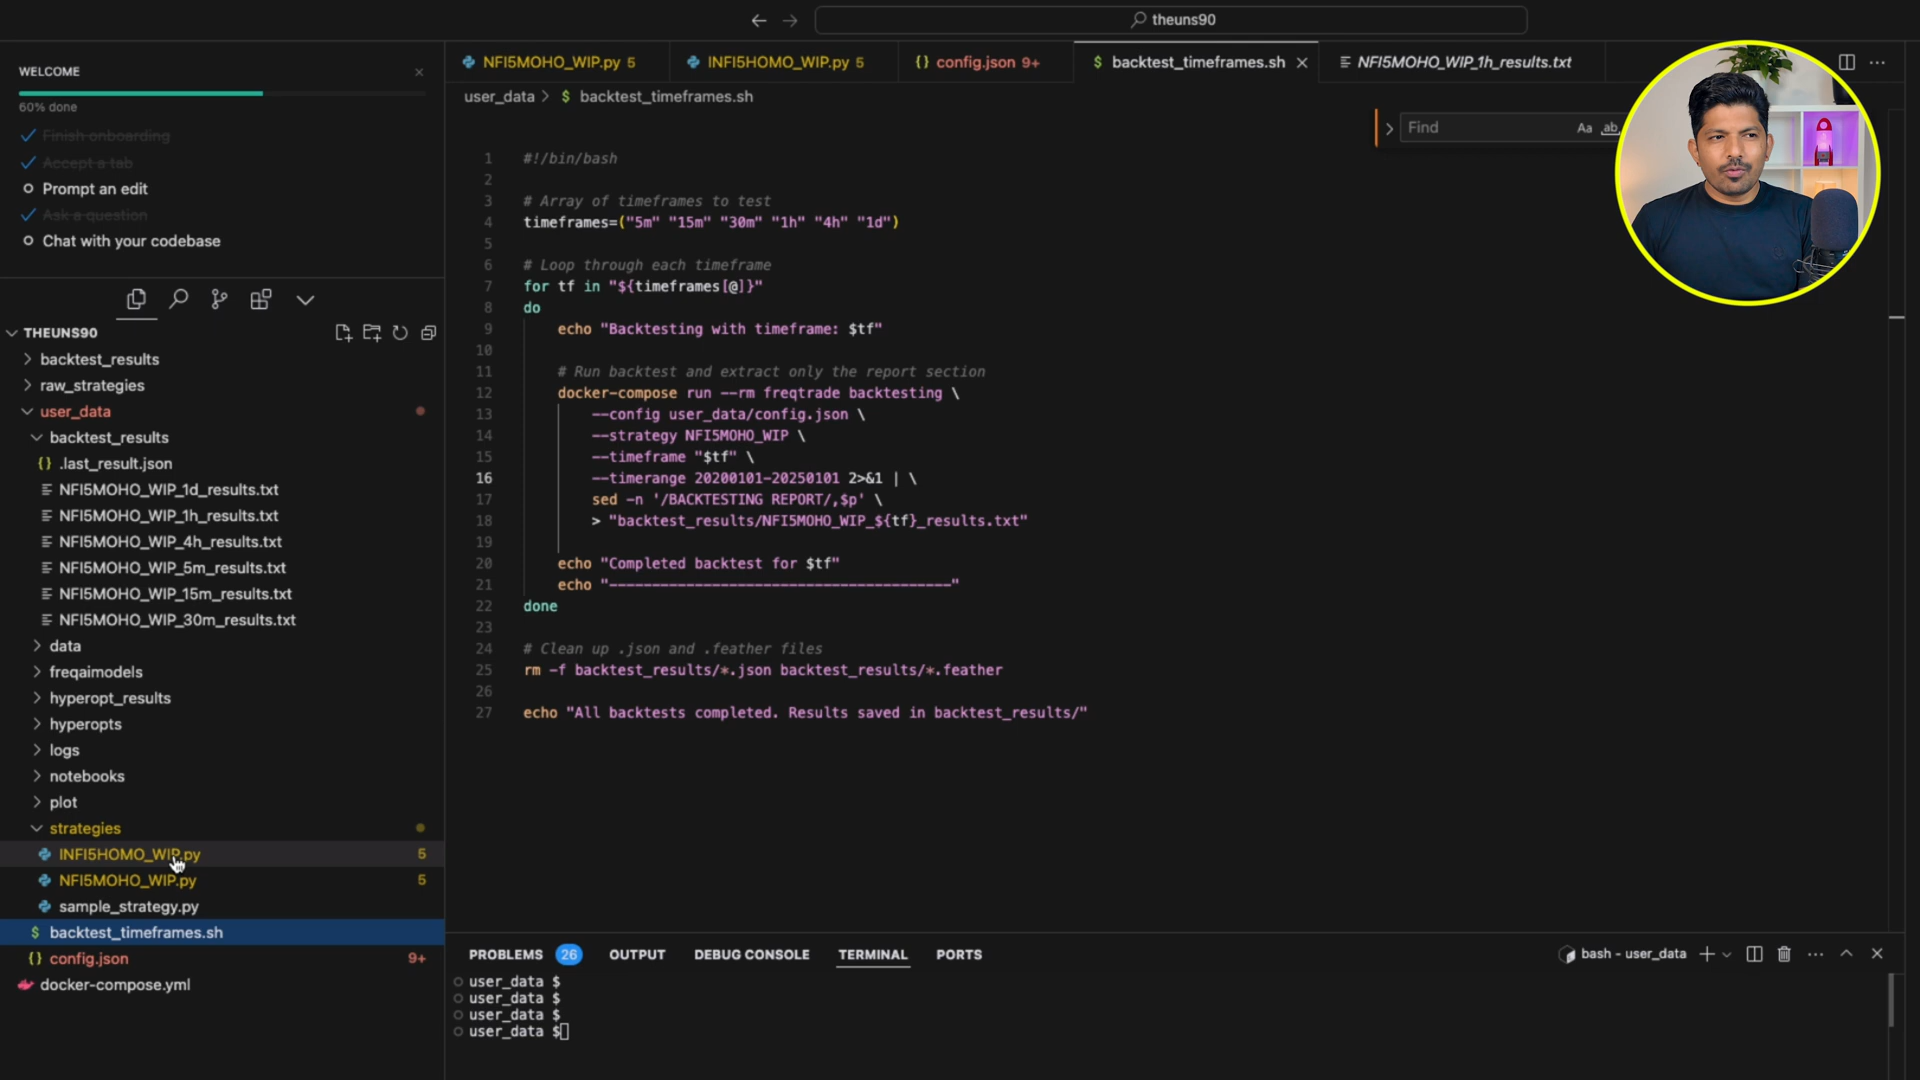 theuns90
WELCOME
60% done
Finish onboarding
Accept a tab
Prompt an edit
Ask a question
Chat with your codebase
THEUNS90
backtest_results
raw_strategies
user_data
backtest_results
{} .last_result.json
NFI5MOHO_WIP_1d_results.txt
NFI5MOHO_WIP_1h_results.txt
NFI5MOHO_WIP_4h_results.txt
NFI5MOHO_WIP_5m_results.txt
NFI5MOHO_WIP_15m_results.txt
NFI5MOHO_WIP_30m_results.txt
data
freqaimodels
hyperopt_results
hyperopts
logs
notebooks
plot
strategies
INFI5HOMO_WIP.py 5
NFI5MOHO_WIP.py 5
sample_strategy.py
$ backtest_timeframes.sh
{} config.json 9+
docker-compose.yml
NFI5MOHO_WIP.py 5 INFI5HOMO_WIP.py 5 {} config.json 9+ $ backtest_timeframes.sh NFI5MOHO_WIP_1h_results.txt
user_data > $ backtest_timeframes.sh
Find Aa ab
1 #!/bin/bash
2
3 # Array of timeframes to test
4 timeframes=("5m" "15m" "30m" "1h" "4h" "1d")
5
6 # Loop through each timeframe
7 for tf in "${timeframes[@]}"
8 do
9 echo "Backtesting with timeframe: $tf"
10
11 # Run backtest and extract only the report section
12 docker-compose run --rm freqtrade backtesting \
13 --config user_data/config.json \
14 --strategy NFI5MOHO_WIP \
15 --timeframe "$tf" \
16 --timerange 20200101-20250101 2>&1 | \
17 sed -n '/BACKTESTING REPORT/,$p' \
18 > "backtest_results/NFI5MOHO_WIP_${tf}_results.txt"
19
20 echo "Completed backtest for $tf"
21 echo "----------------------------------------"
22 done
23
24 # Clean up .json and .feather files
25 rm -f backtest_results/*.json backtest_results/*.feather
26
27 echo "All backtests completed. Results saved in backtest_results/"
PROBLEMS 26 OUTPUT DEBUG CONSOLE TERMINAL PORTS bash - user_data
user_data $
user_data $
user_data $
user_data $